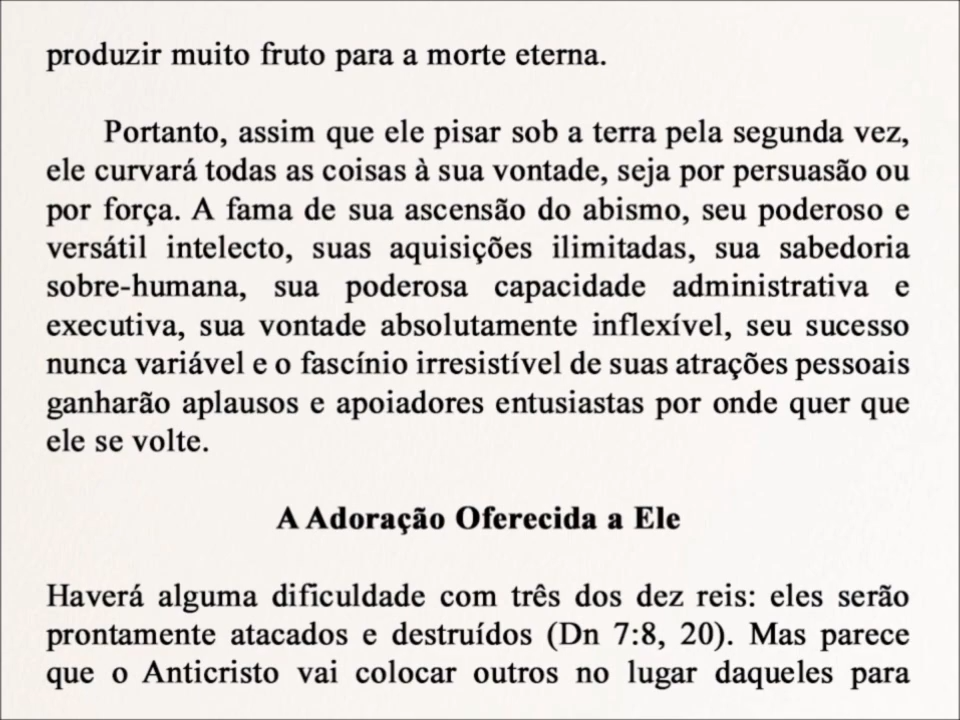 produzir muito fruto para a morte eterna.
Portanto, assim que ele pisar sob a terra pela segunda vez,
ele curvará todas as coisas à sua vontade, seja por persuasão ou
por força. A fama de sua ascensão do abismo, seu poderoso e
versátil intelecto, suas aquisições ilimitadas, sua sabedoria
sobre-humana, sua poderosa capacidade administrativa e
executiva, sua vontade absolutamente inflexível, seu sucesso
nunca variável e o fascínio irresistível de suas atrações pessoais
ganharão aplausos e apoiadores entusiastas por onde quer que
ele se volte.
A Adoração Oferecida a Ele
Haverá alguma dificuldade com três dos dez reis: eles serão
prontamente atacados e destruídos (Dn 7:8, 20). Mas parece
que o Anticristo vai colocar outros no lugar daqueles para